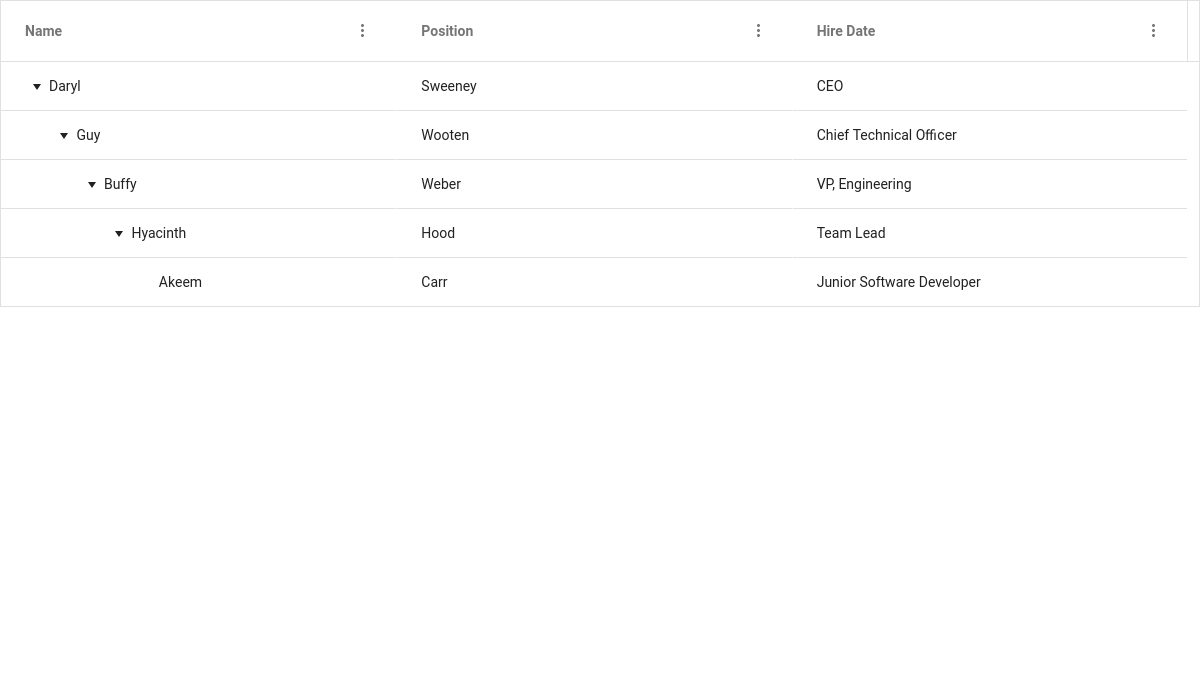 Name Position Hire Date
Daryl Sweeney CEO
Guy Wooten Chief Technical Officer
Buffy Weber VP, Engineering
Hyacinth Hood Team Lead
Akeem Carr Junior Software Developer